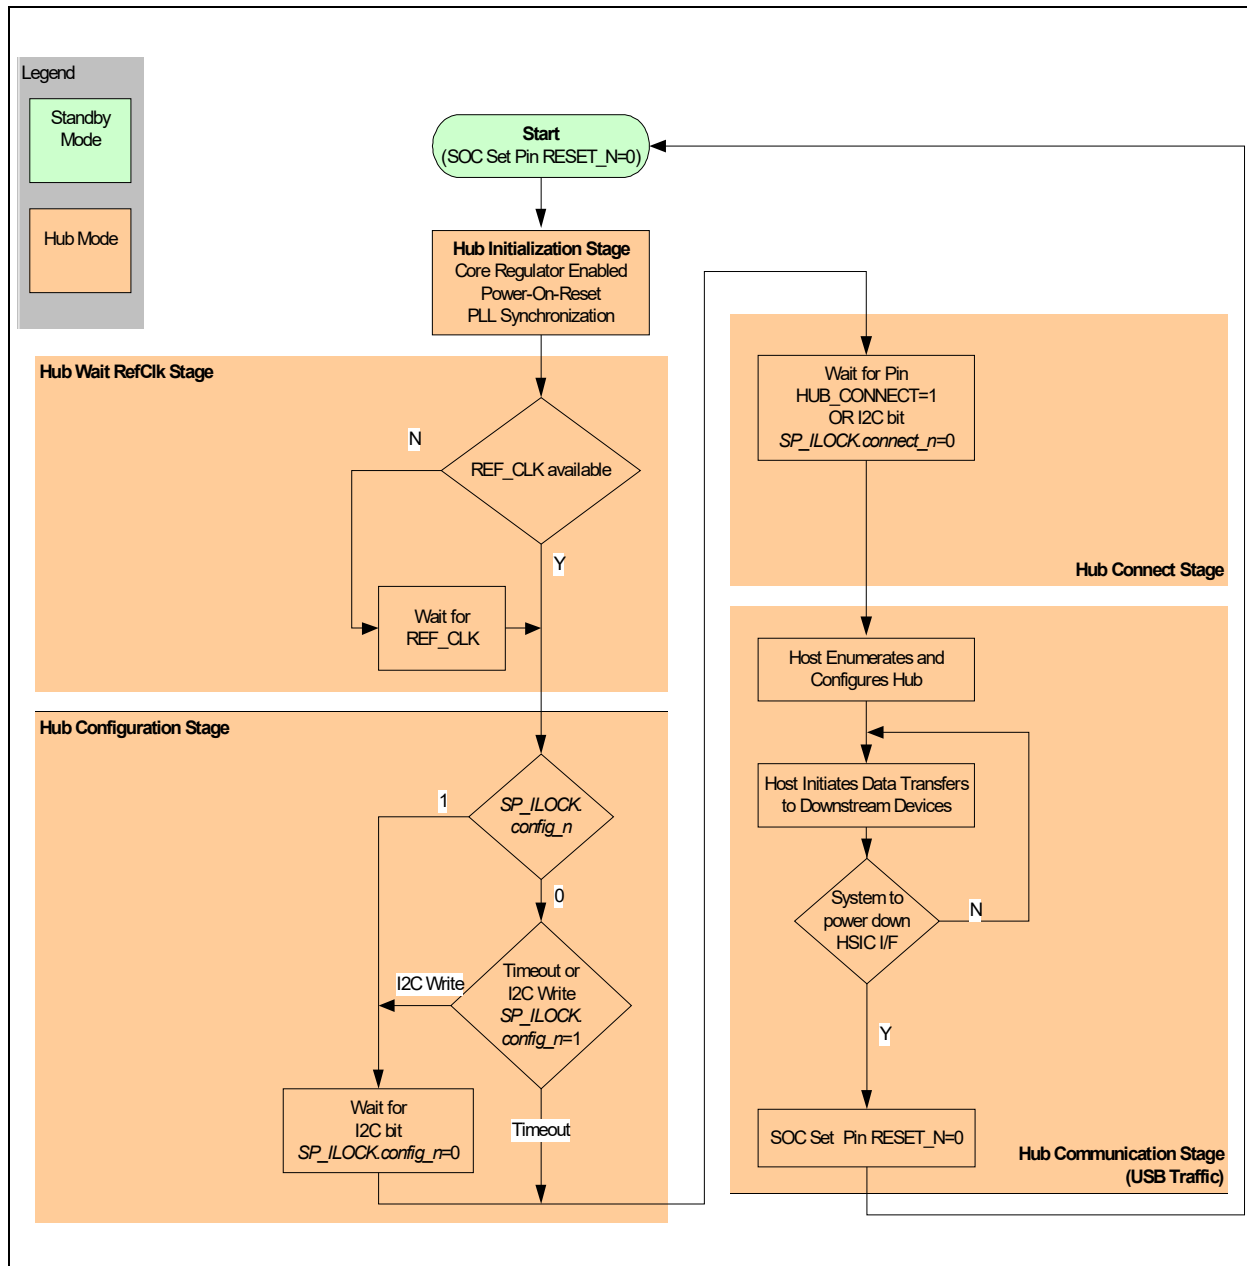 Legend
Standby
Mode
Hub Mode
Start
(SOC Set Pin RESET_N=0)
Hub Initialization Stage
Core Regulator Enabled
Power-On-Reset
PLL Synchronization
Hub Wait RefClk Stage
N
REF_CLK available
Y
Wait for
REF_CLK
Hub Configuration Stage
1
SP_ILOCK.
config_n
0
I2C Write
Timeout or
I2C Write
SP_ILOCK.
config_n=1
Wait for
I2C bit
SP_ILOCK.config_n=0
Timeout
Wait for Pin
HUB_CONNECT=1
OR I2C bit
SP_ILOCK.connect_n=0
Hub Connect Stage
Host Enumerates and
Configures Hub
Host Initiates Data Transfers
to Downstream Devices
System to
power down
HSIC I/F
N
Y
SOC Set Pin RESET_N=0
Hub Communication Stage
(USB Traffic)